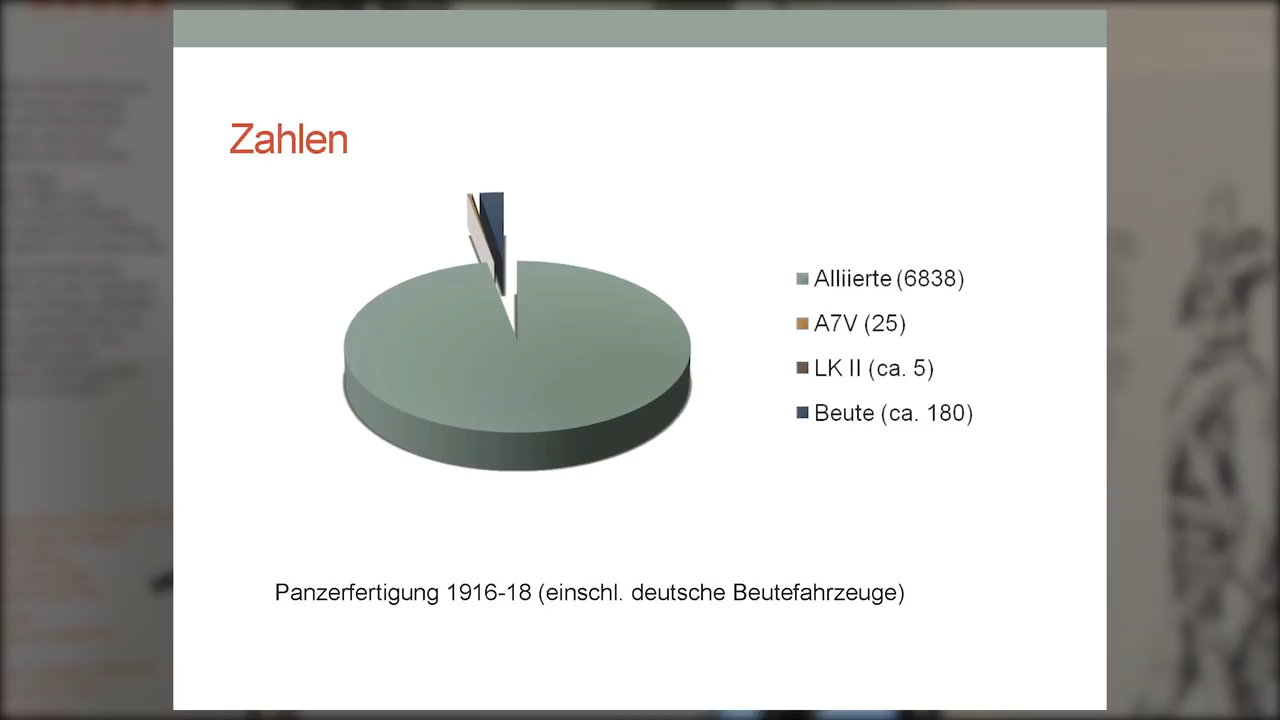 Zahlen
Alliierte (6838)
A7V (25)
LK II (ca. 5)
Beute (ca. 180)
Panzerfertigung 1916-18 (einschl. deutsche Beutefahrzeuge)